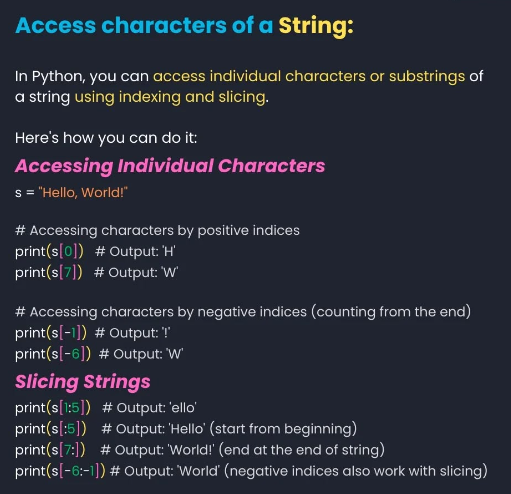 Access characters of a String:
In Python, you can access individual characters or substrings of
a string using indexing and slicing.
Here's how you can do it:
Accessing Individual Characters
s = "Hello, World!"
# Accessing characters by positive indices
print(s[0]) # Output: 'H'
print(s[7]) # Output: 'W'
# Accessing characters by negative indices (counting from the end)
print(s[-1]) # Output: '!'
print(s[-6]) # Output: 'W'
Slicing Strings
print(s[1:5]) # Output: 'ello'
print(s[:5]) # Output: 'Hello' (start from beginning)
print(s[7:]) # Output: 'World!' (end at the end of string)
print(s[-6:-1]) # Output: 'World' (negative indices also work with slicing)